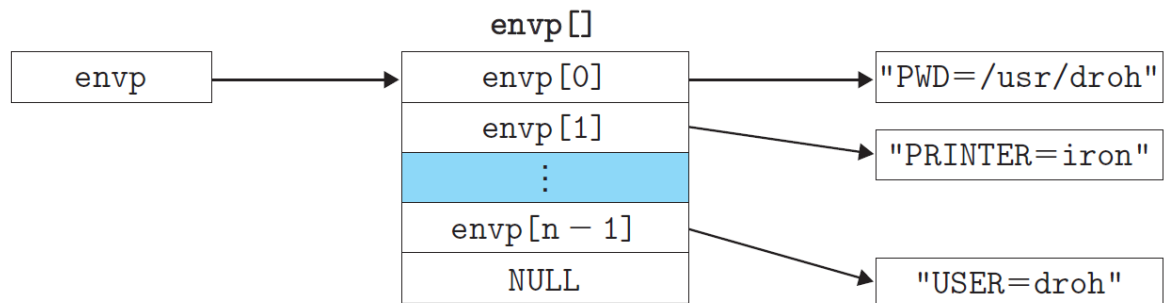 envp[]
envp
envp[0]
"PWD=/usr/droh"
envp[1]
"PRINTER=iron"
⋮
envp[n − 1]
"USER=droh"
NULL